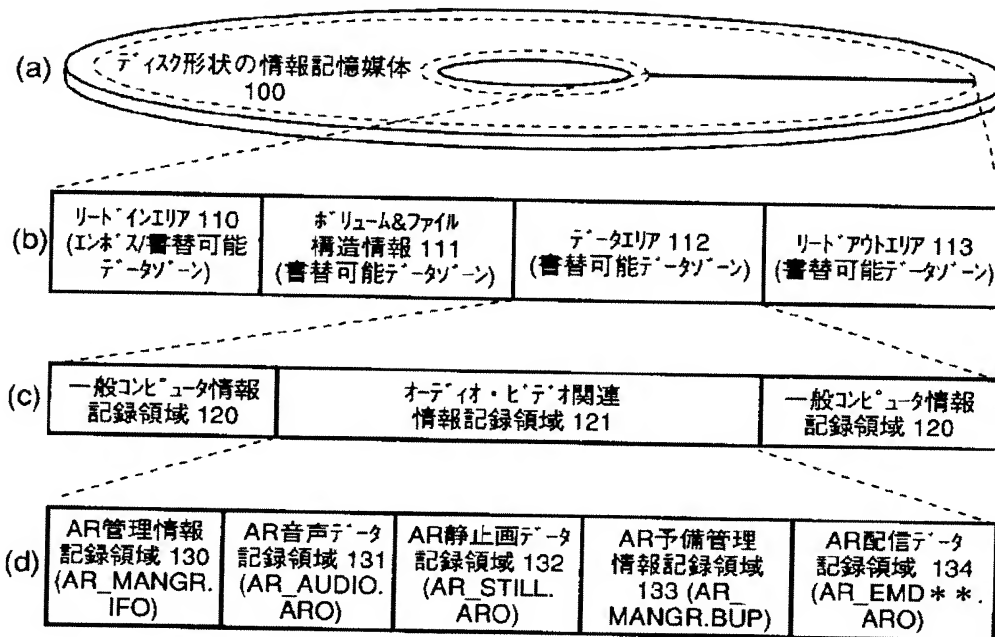 (a)
ディスク形状の情報記憶媒体
100
(b)
リードインエリア 110
(エンボス/書替可能
データゾーン)
ボリューム&ファイル
構造情報 111
(書替可能データゾーン)
データエリア 112
(書替可能データゾーン)
リードアウトエリア 113
(書替可能データゾーン)
(c)
一般コンピュータ情報
記録領域 120
オーディオ・ビデオ関連
情報記録領域 121
一般コンピュータ情報
記録領域 120
(d)
AR管理情報
記録領域 130
(AR_MANGR.
IFO)
AR音声データ
記録領域 131
(AR_AUDIO.
ARO)
AR静止画データ
記録領域 132
(AR_STILL.
ARO)
AR予備管理
情報記録領域
133 (AR_
MANGR.BUP)
AR配信データ
記録領域 134
(AR_EMD＊＊.
ARO)